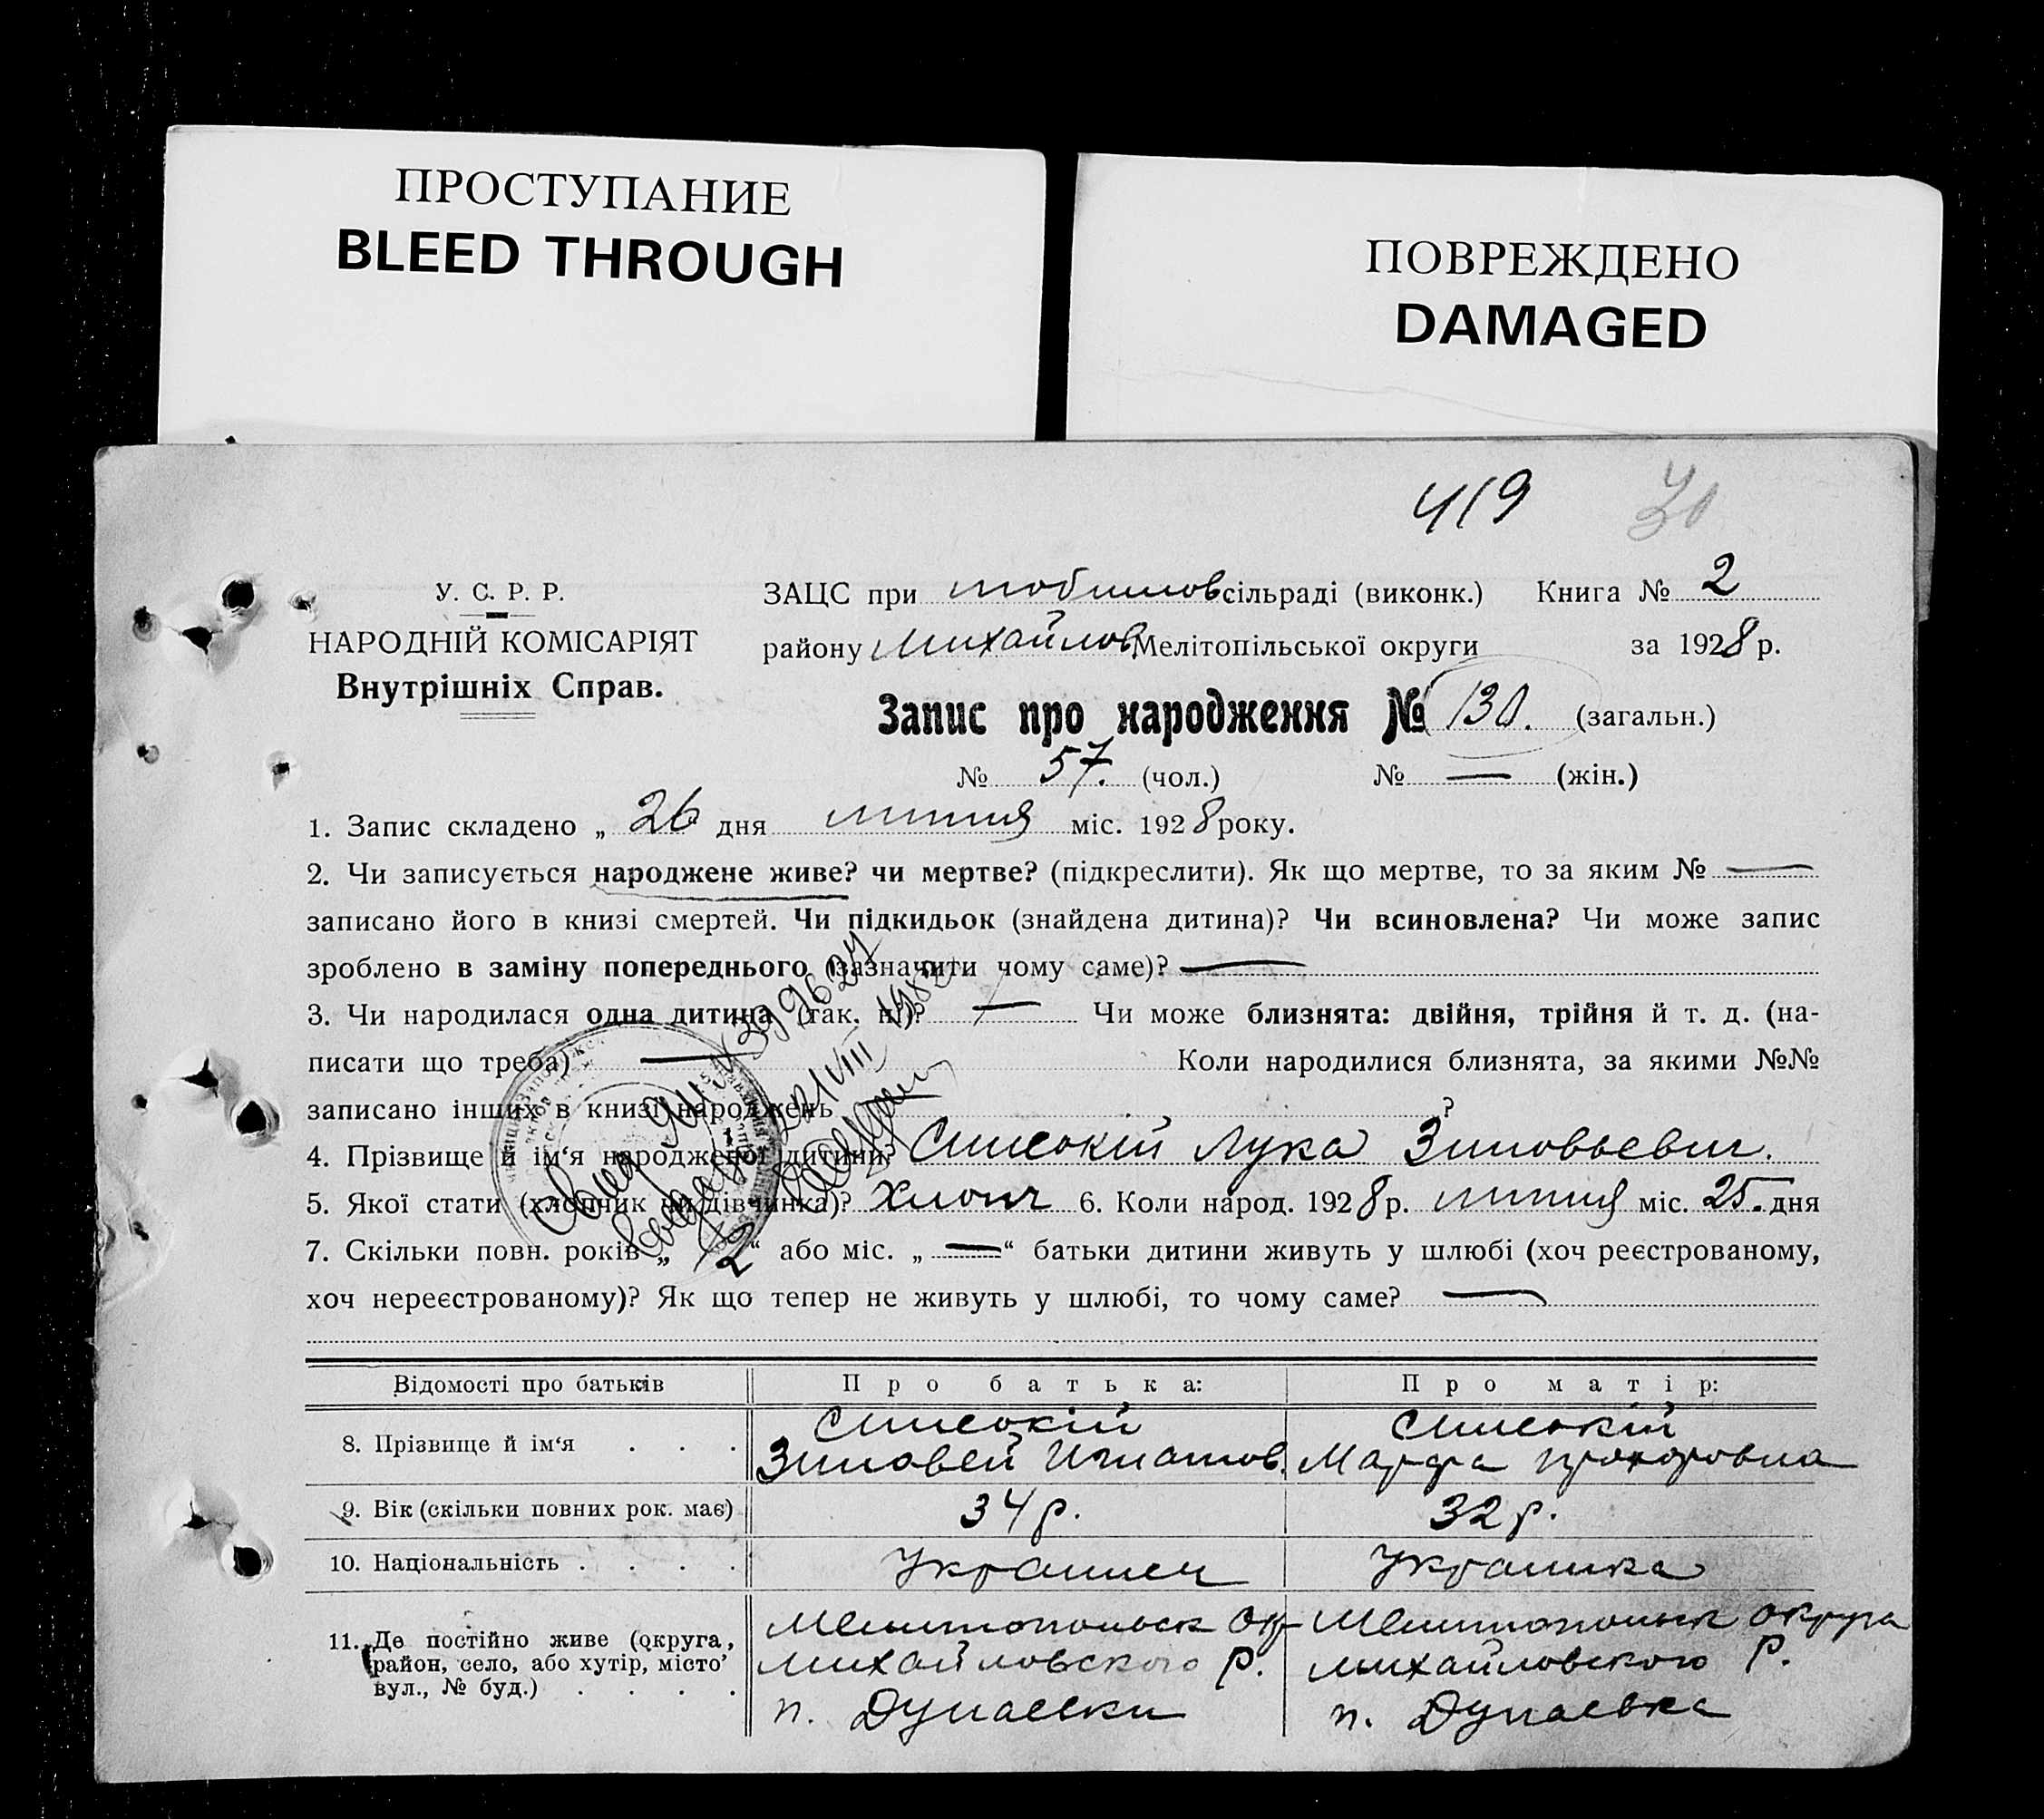 ПРОСТУПАНИЕ
BLEED THROUGH
ПОВРЕЖДЕНО
DAMAGED
419
У. С. Р. Р.
НАРОДНІЙ КОМІСАРІЯТ
Внутрішніх Справ.
ЗАЦС при сільраді (виконк.) Книга № 2
району Михайлов Мелітопільської округи за 1928 р.
Запис про народження № 130. (загальн.)
№ 57. (чол.) № — (жін.)
1. Запис складено „ 26 дня липня міс. 1928 року.
2. Чи записується народжене живе? чи мертве? (підкреслити). Як що мертве, то за яким № —
записано його в книзі смертей. Чи підкидьок (знайдена дитина)? Чи всиновлена? Чи може запис
зроблено в заміну попереднього (зазначити чому саме)? —
3. Чи народилася одна дитина (так, ні)? — Чи може близнята: двійня, трійня й т. д. (на-
писати що треба) — Коли народилися близнята, за якими №№
записано інших в книзі народжень — ?
4. Прізвище й ім‘я народженої дитини? Лука Зиновьевич.
5. Якої стати (хлопчик чи дівчинка)? Хлопч 6. Коли народ. 1928 р. липня міс. 25. дня
7. Скільки повн. років „ 12 “ або міс. „ — “ батьки дитини живуть у шлюбі (хоч реєстрованому,
хоч нереєстрованому)? Як що тепер не живуть у шлюбі, то чому саме? —
Відомості про батьків Про батька: Про матір:
8. Прізвище й ім‘я . . .
Зиновей Игнатов. Марфа Прохоровна
9. Вік (скільки повних рок. має) 34 р. 32 р.
10. Національність . . . . Украинец Украинка
11. Де постійно живе (округа, район, село, або хутір, місто, вул., № буд.) . . . .
Мелитопольск Окр Мелитопольск округа
Михайловского р. Михайловского р.
п. Дунаевки п. Дунаевка